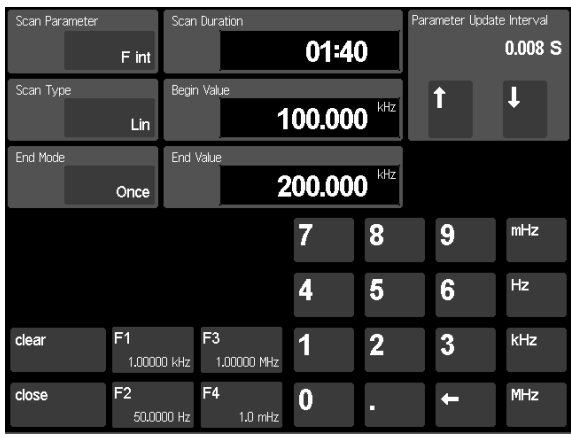 Scan Parameter
F int
Scan Duration
01:40
Parameter Update Interval
0.008 S
Scan Type
Lin
Begin Value
100.000 kHz
End Mode
Once
End Value
200.000 kHz
7 8 9 mHz
4 5 6 Hz
clear
F1
1.00000 kHz
F3
1.00000 MHz
1 2 3 kHz
close
F2
50.0000 Hz
F4
1.0 mHz
0 . MHz